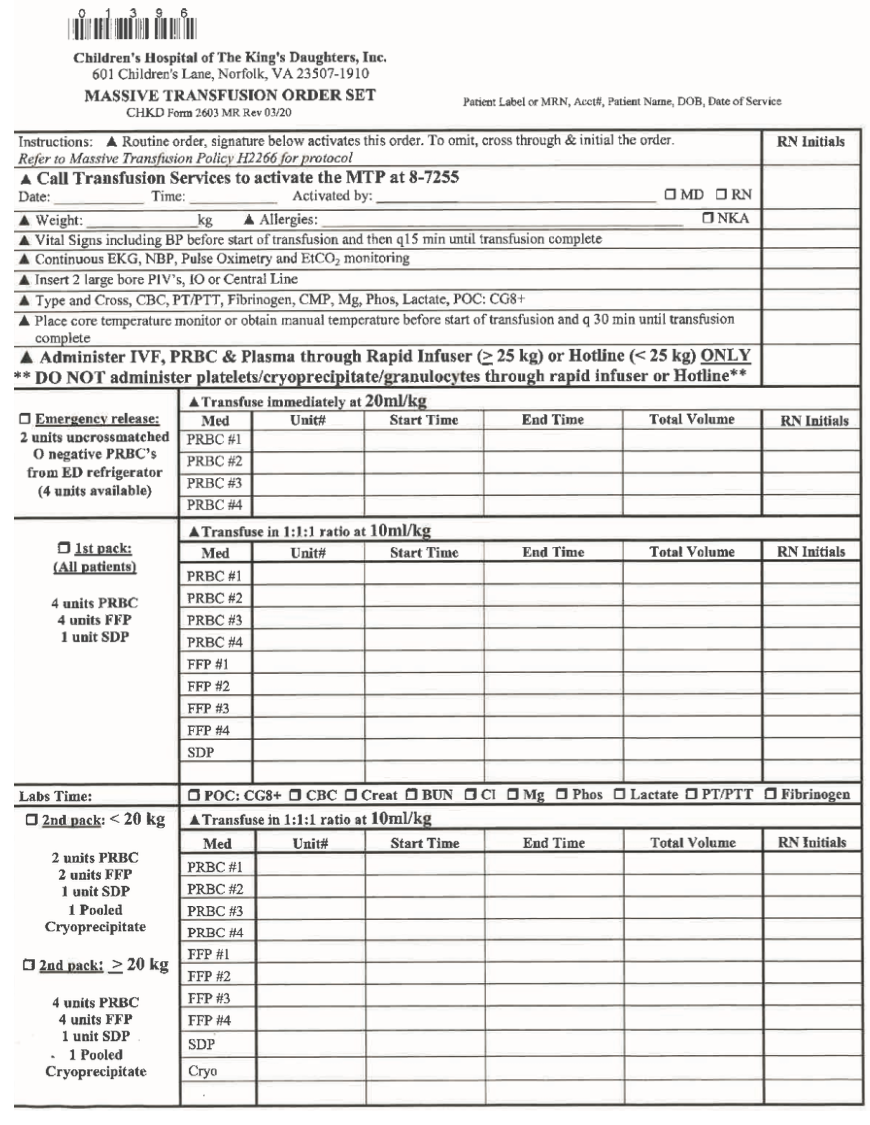 0 1 3 9 6
Children's Hospital of The King's Daughters, Inc.
601 Children's Lane, Norfolk, VA 23507-1910
MASSIVE TRANSFUSION ORDER SET
CHKD Form 2603 MR Rev 03/20
Patient Label or MRN, Acct#, Patient Name, DOB, Date of Service
Instructions: ▲ Routine order, signature below activates this order. To omit, cross through & initial the order.
Refer to Massive Transfusion Policy H2266 for protocol
RN Initials
▲ Call Transfusion Services to activate the MTP at 8-7255
Date: ____________ Time: ____________ Activated by: ______________________________ ☐ MD ☐ RN
▲ Weight: ______________kg ▲ Allergies: ______________________________ ☐ NKA
▲ Vital Signs including BP before start of transfusion and then q15 min until transfusion complete
▲ Continuous EKG, NBP, Pulse Oximetry and EtCO₂ monitoring
▲ Insert 2 large bore PIV's, IO or Central Line
▲ Type and Cross, CBC, PT/PTT, Fibrinogen, CMP, Mg, Phos, Lactate, POC: CG8+
▲ Place core temperature monitor or obtain manual temperature before start of transfusion and q 30 min until transfusion
complete
▲ Administer IVF, PRBC & Plasma through Rapid Infuser (≥ 25 kg) or Hotline (< 25 kg) ONLY
** DO NOT administer platelets/cryoprecipitate/granulocytes through rapid infuser or Hotline**
☐ Emergency release:
2 units uncrossmatched
O negative PRBC's
from ED refrigerator
(4 units available)
▲Transfuse immediately at 20ml/kg
Med Unit# Start Time End Time Total Volume RN Initials
PRBC #1
PRBC #2
PRBC #3
PRBC #4
☐ 1st pack:
(All patients)
4 units PRBC
4 units FFP
1 unit SDP
▲Transfuse in 1:1:1 ratio at 10ml/kg
Med Unit# Start Time End Time Total Volume RN Initials
PRBC #1
PRBC #2
PRBC #3
PRBC #4
FFP #1
FFP #2
FFP #3
FFP #4
SDP
Labs Time: ☐ POC: CG8+ ☐ CBC ☐ Creat ☐ BUN ☐ Cl ☐ Mg ☐ Phos ☐ Lactate ☐ PT/PTT ☐ Fibrinogen
☐ 2nd pack: < 20 kg
2 units PRBC
2 units FFP
1 unit SDP
1 Pooled
Cryoprecipitate
☐ 2nd pack: ≥ 20 kg
4 units PRBC
4 units FFP
1 unit SDP
1 Pooled
Cryoprecipitate
▲Transfuse in 1:1:1 ratio at 10ml/kg
Med Unit# Start Time End Time Total Volume RN Initials
PRBC #1
PRBC #2
PRBC #3
PRBC #4
FFP #1
FFP #2
FFP #3
FFP #4
SDP
Cryo